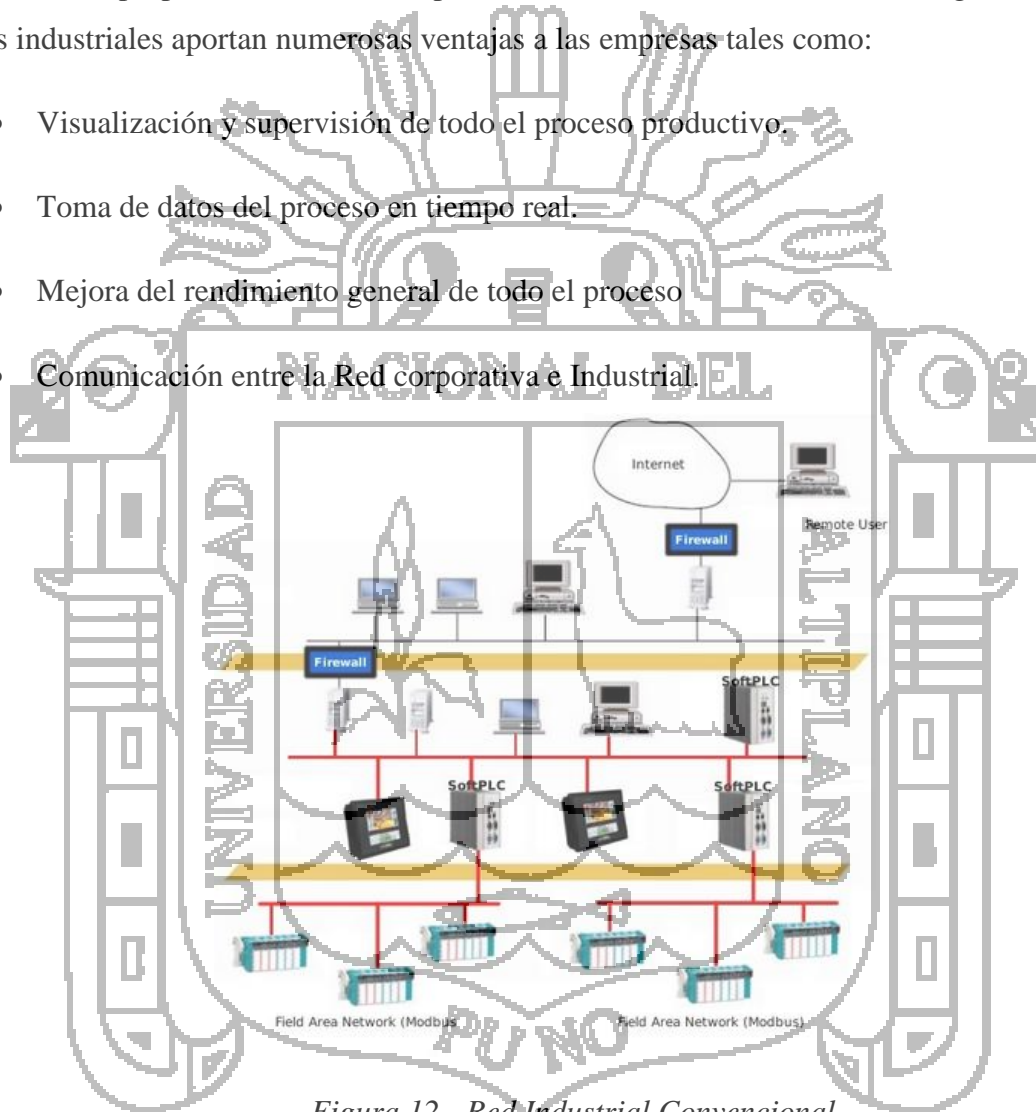 s industriales aportan numerosas ventajas a las empresas tales como:
• Visualización y supervisión de todo el proceso productivo.
• Toma de datos del proceso en tiempo real.
• Mejora del rendimiento general de todo el proceso
• Comunicación entre la Red corporativa e Industrial.
NACIONAL DEL
UNIVERSIDAD
ALTIPLANO
Internet
Remote User
Firewall
Firewall
SoftPLC
SoftPLC
SoftPLC
Field Area Network (Modbus
Field Area Network (Modbus)
PUNO
Figura 12 Red Industrial Convencional